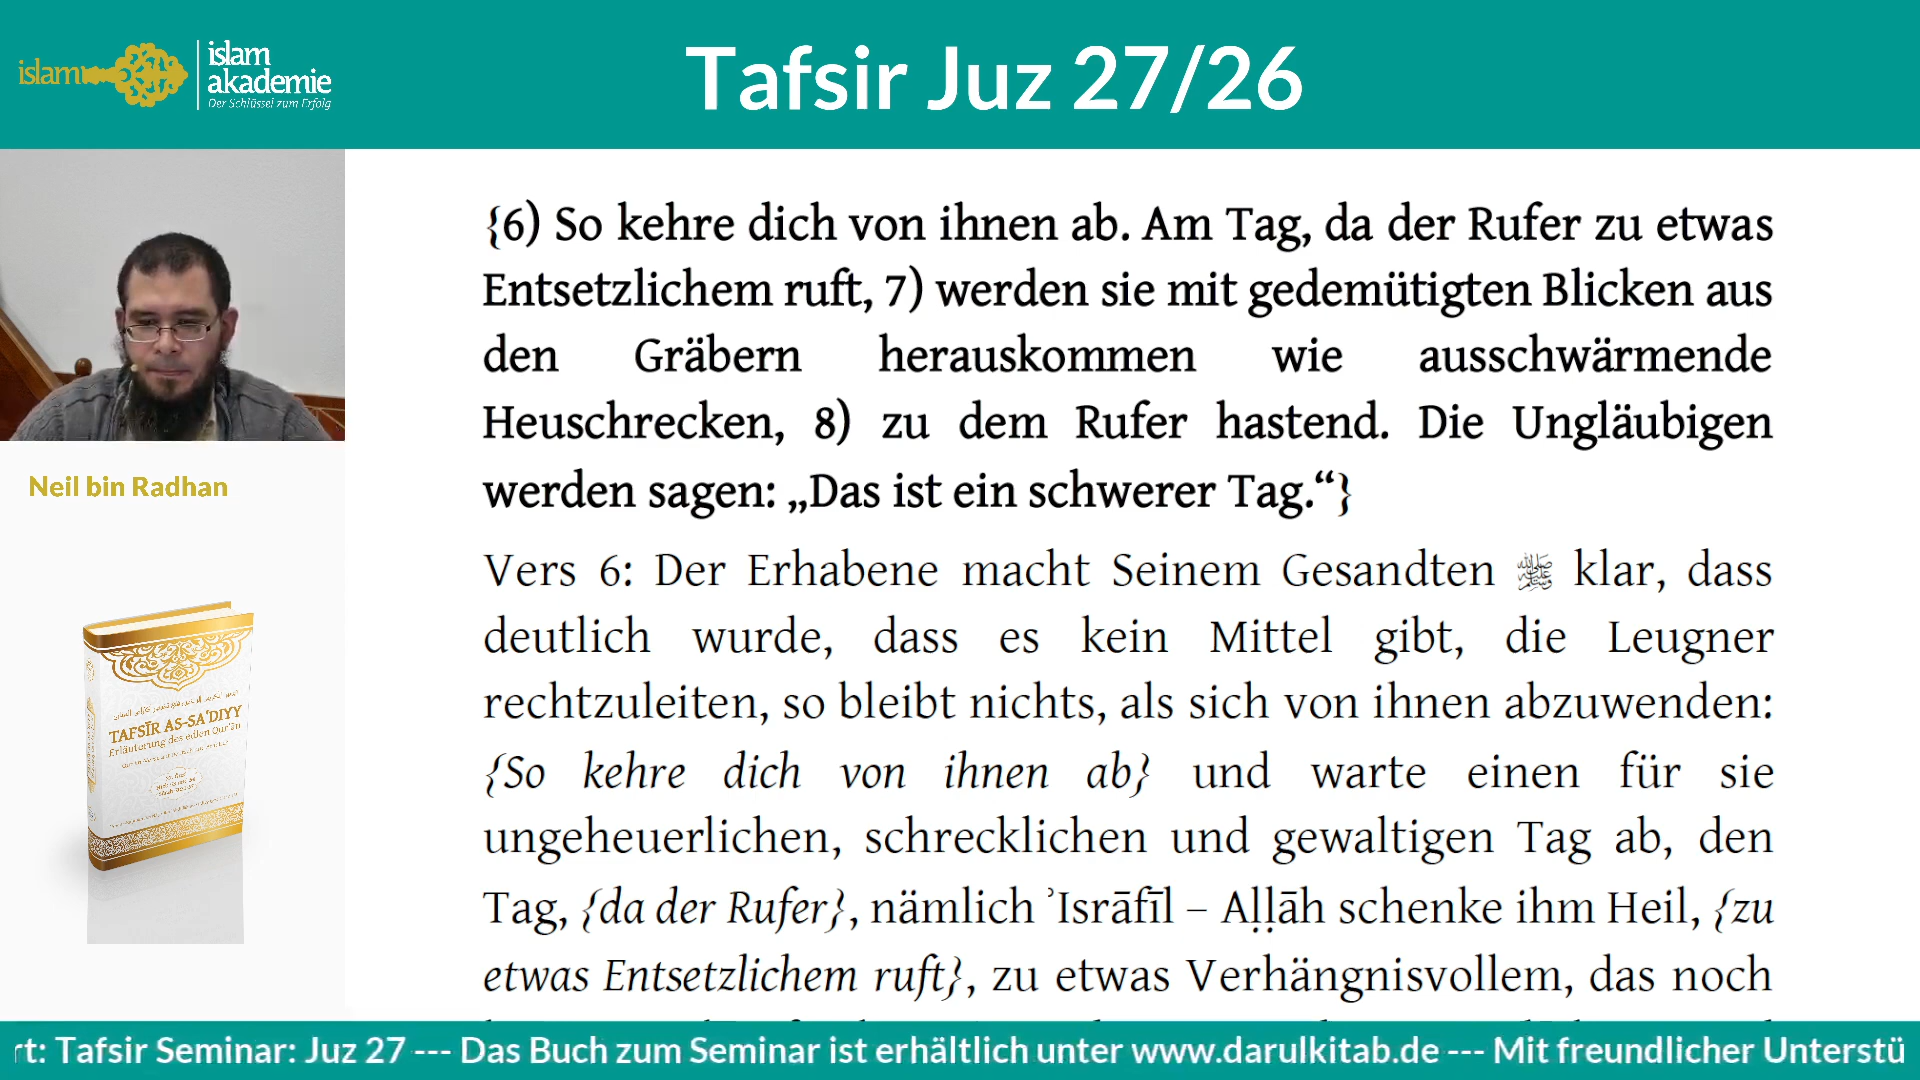 islam
islam
akademie
Der Schlüssel zum Erfolg
Tafsir Juz 27/26
Neil bin Radhan
TAFSĪR AS-SAʿDIYY
Erläuterung des edlen Qurʾān
{6) So kehre dich von ihnen ab. Am Tag, da der Rufer zu etwas
Entsetzlichem ruft, 7) werden sie mit gedemütigten Blicken aus
den Gräbern herauskommen wie ausschwärmende
Heuschrecken, 8) zu dem Rufer hastend. Die Ungläubigen
werden sagen: „Das ist ein schwerer Tag.“}
Vers 6: Der Erhabene macht Seinem Gesandten ﷺ klar, dass
deutlich wurde, dass es kein Mittel gibt, die Leugner
rechtzuleiten, so bleibt nichts, als sich von ihnen abzuwenden:
{So kehre dich von ihnen ab} und warte einen für sie
ungeheuerlichen, schrecklichen und gewaltigen Tag ab, den
Tag, {da der Rufer}, nämlich ʾIsrāfīl – Aḷḷāh schenke ihm Heil, {zu
etwas Entsetzlichem ruft}, zu etwas Verhängnisvollem, das noch
rt: Tafsir Seminar: Juz 27 --- Das Buch zum Seminar ist erhältlich unter www.darulkitab.de --- Mit freundlicher Unterstü